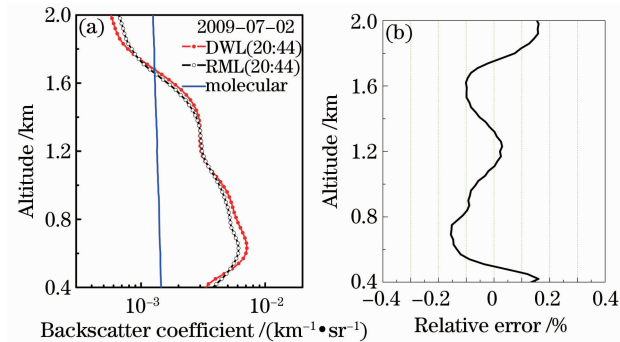 (a)
2009-07-02
DWL(20:44)
RML(20:44)
molecular
2.0
1.6
1.2
0.8
0.4
Altitude /km
10⁻³
10⁻²
Backscatter coefficient /(km⁻¹•sr⁻¹)
(b)
2.0
1.6
1.2
0.8
0.4
Altitude /km
−0.4
−0.2
0
0.2
0.4
Relative error /%